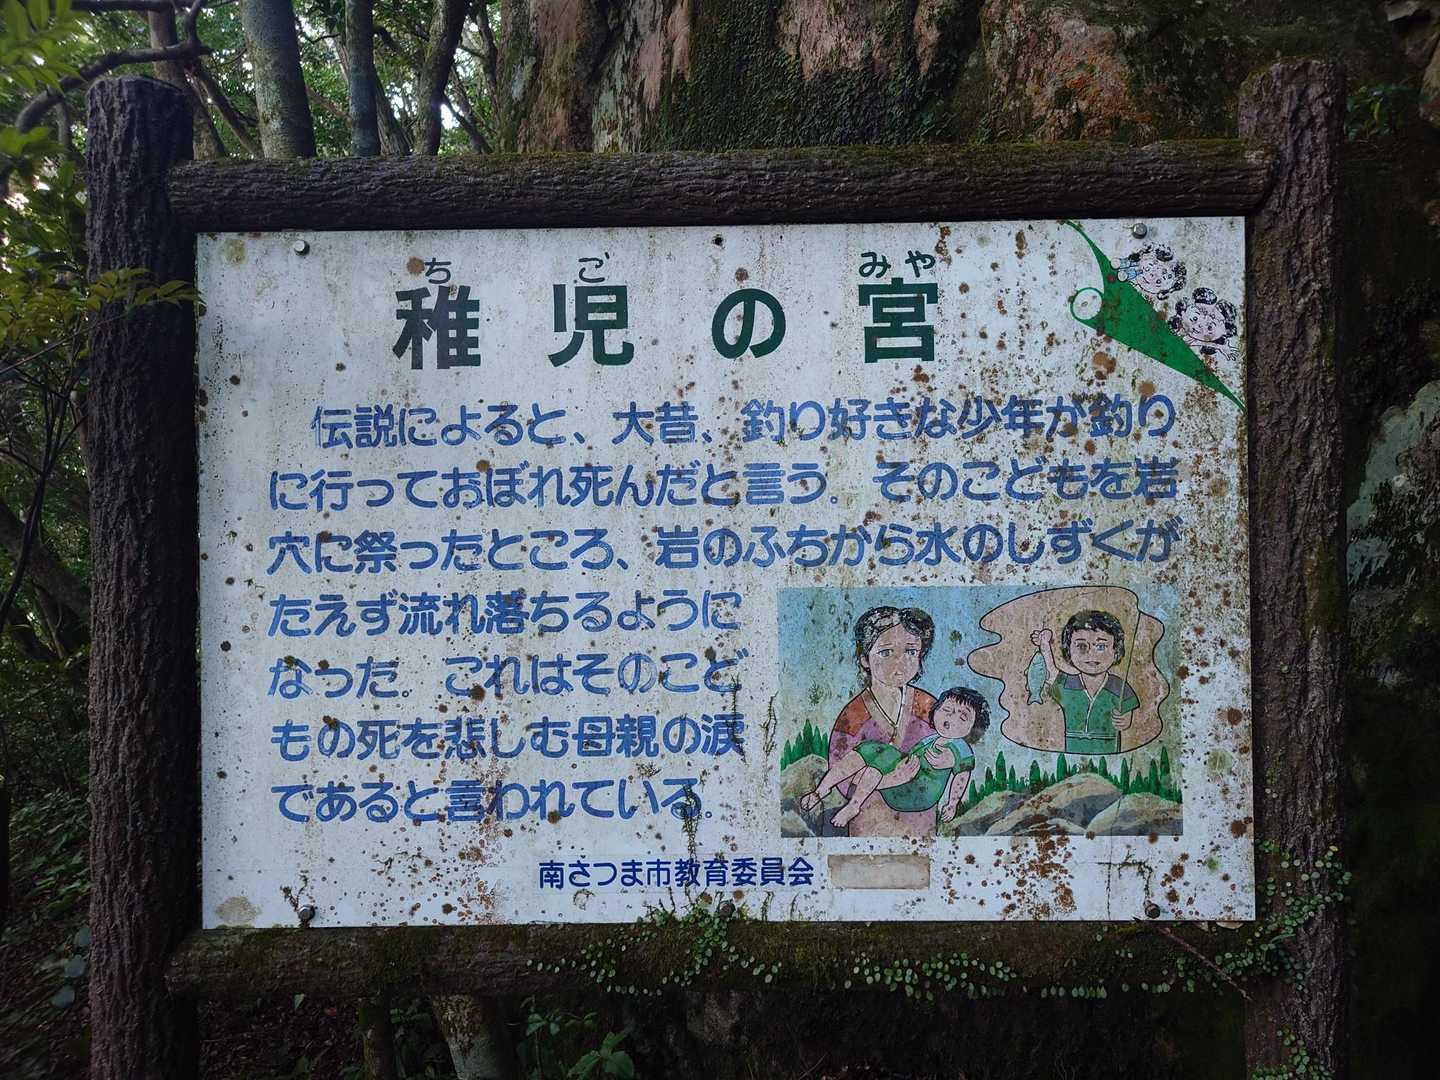 ちご みや
稚児の宮
伝説によると、大昔、釣り好きな少年が釣り
に行っておぼれ死んだと言う。そのこどもを岩
穴に祭ったところ、岩のふちから水のしずくが
たえず流れ落ちるように
なった。これはそのこど
もの死を悲しむ母親の涙
であると言われている。
南さつま市教育委員会